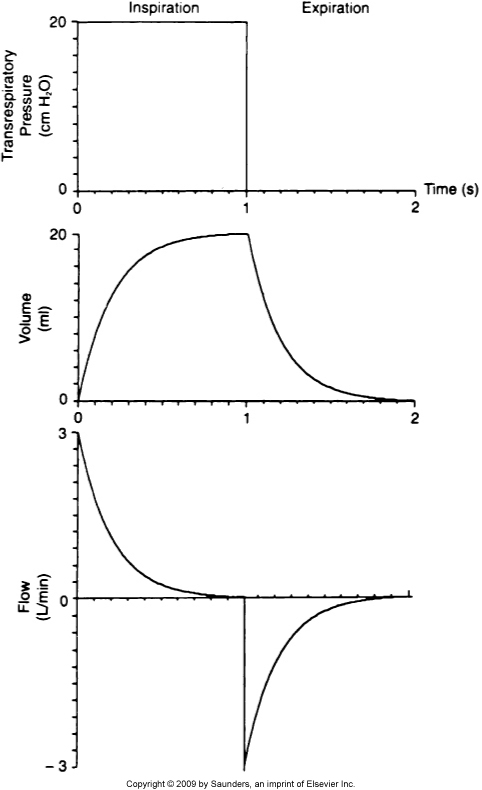 Inspiration Expiration
20
Transrespiratory
Pressure
(cm H₂O)
0
Time (s)
0 1 2
20
Volume
(ml)
0
0 1 2
3
Flow
(L/min)
0
– 3
Copyright © 2009 by Saunders, an imprint of Elsevier Inc.